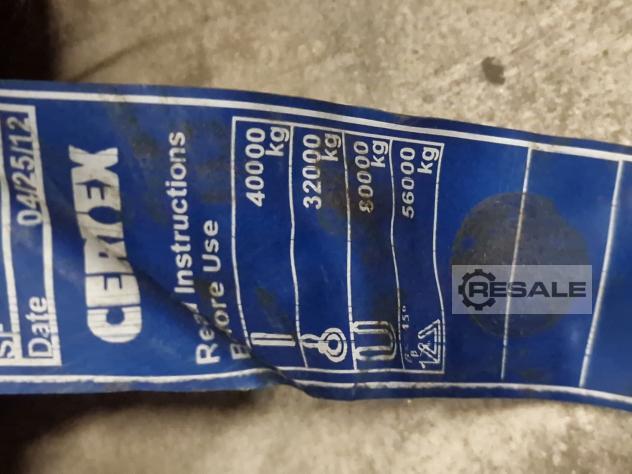 Date 04/25/12
CERTEX
Read Instructions
Before Use
40000 kg
32000 kg
80000 kg
56000 kg
RESALE